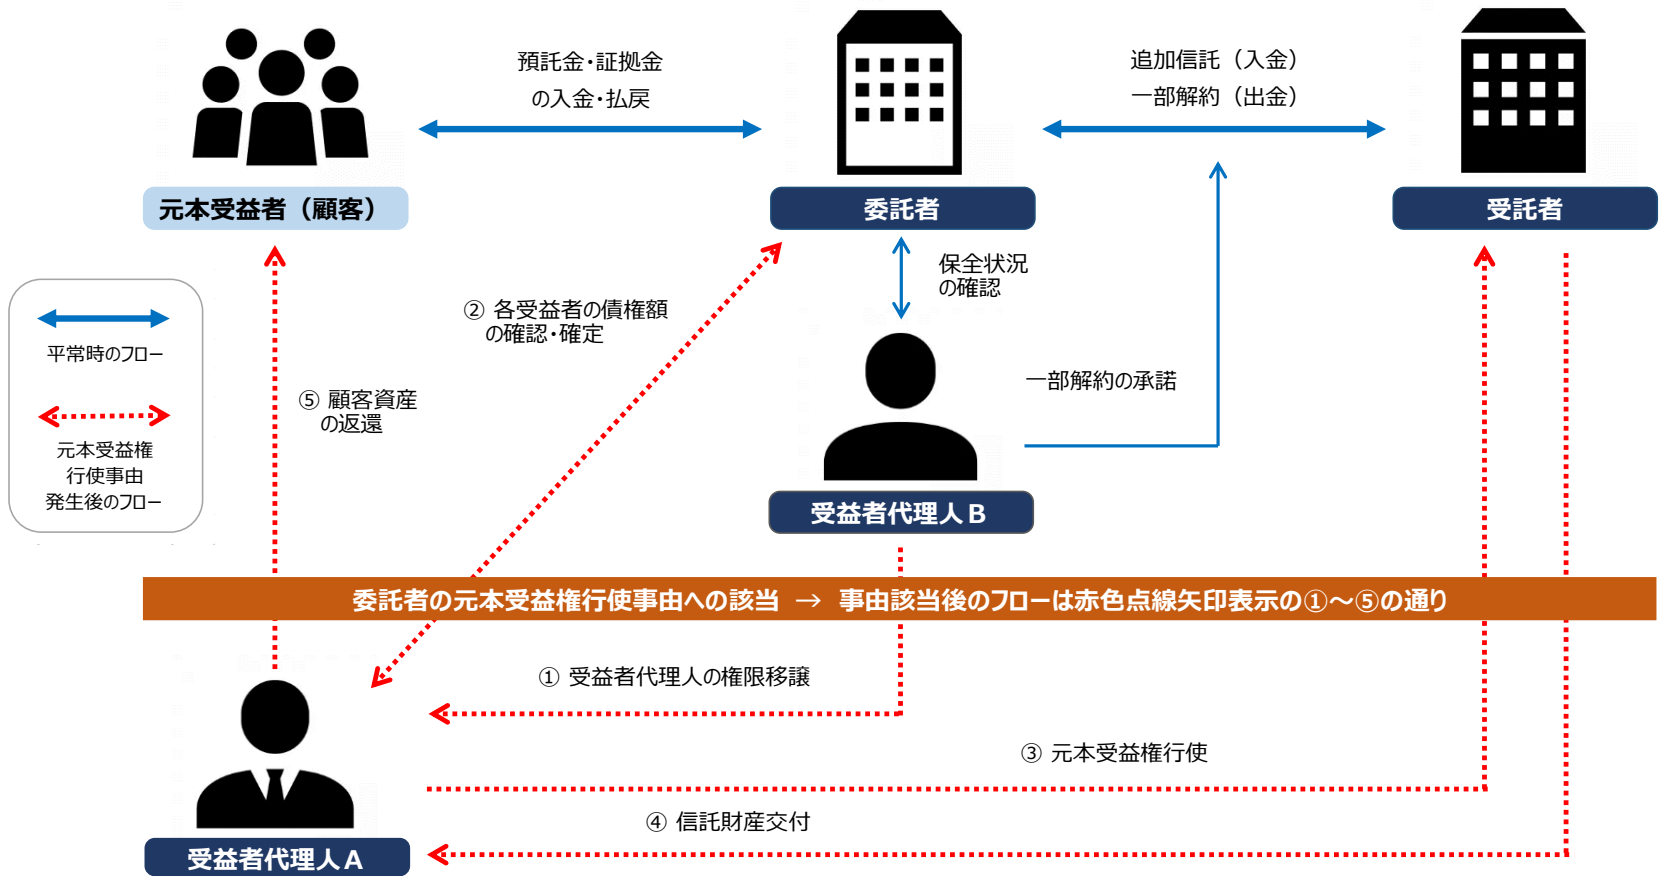 預託金・証拠金
の入金・払戻
追加信託（入金）
一部解約（出金）
元本受益者（顧客）
委託者
受託者
保全状況
の確認
平常時のフロー
元本受益権
行使事由
発生後のフロー
② 各受益者の債権額
の確認・確定
⑤ 顧客資産
の返還
一部解約の承諾
受益者代理人B
委託者の元本受益権行使事由への該当 → 事由該当後のフローは赤色点線矢印表示の①～⑤の通り
① 受益者代理人の権限移譲
③ 元本受益権行使
④ 信託財産交付
受益者代理人A